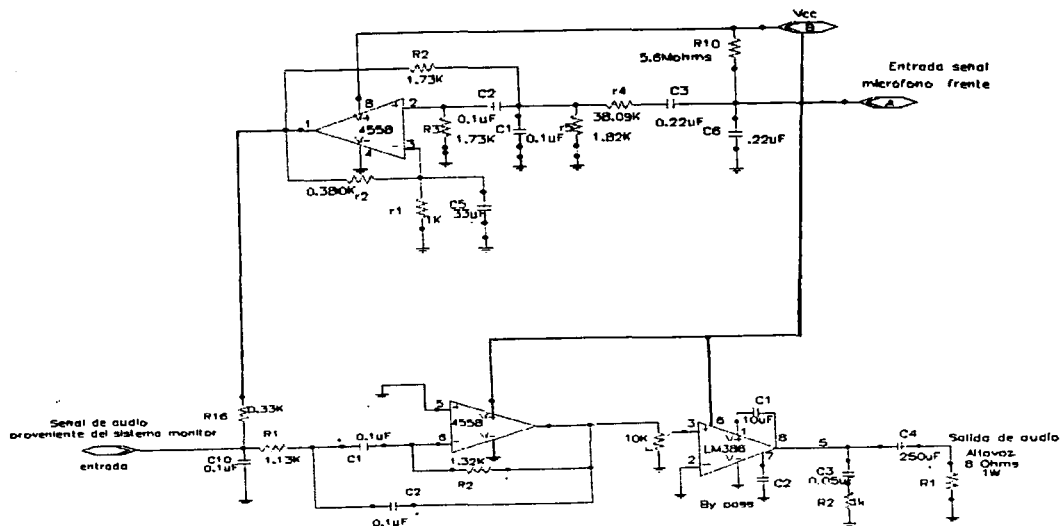 Vcc
B
R10
5.6Mohms
R2
1.73K
Entrada señal
micrófono frente
A
8
2
C2
0.1uF
r4
38.09K
C3
0.22uF
1
4558
V+
V-
4
3
R3
1.73K
C1
0.1uF
1.82K
C6
.22uF
0.380K
r2
r1
1K
C5
33uF
R16
0.33K
Señal de audio
proveniente del sistema monitor
entrada
C10
0.1uF
R1
1.13K
0.1uF
C1
5
6
4558
1.32K
R2
C2
0.1uF
10K
3
2
6
1
LM386
7
8
C1
10uF
By pass
C2
5
C3
0.05uF
R2
1k
C4
250uF
R1
Salida de audio
Altavoz
8 Ohms
1W